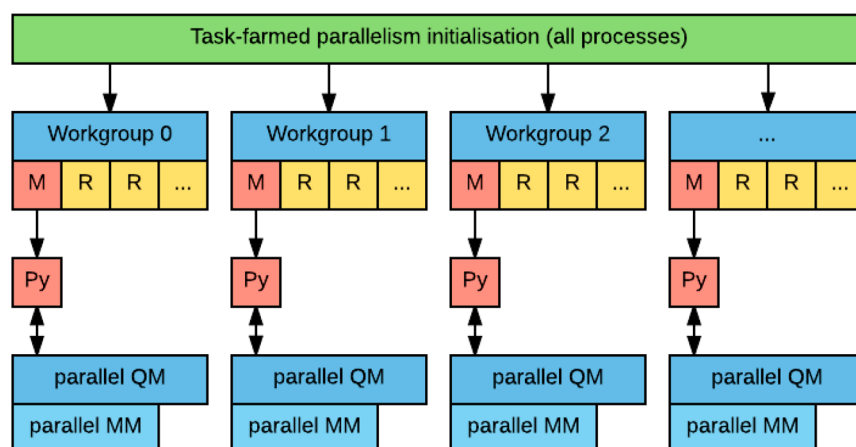 Task-farmed parallelism initialisation (all processes)
Workgroup 0 Workgroup 1 Workgroup 2 ...
M R R ... M R R ... M R R ... M R R ...
Py Py Py Py
parallel QM parallel QM parallel QM parallel QM
parallel MM parallel MM parallel MM parallel MM